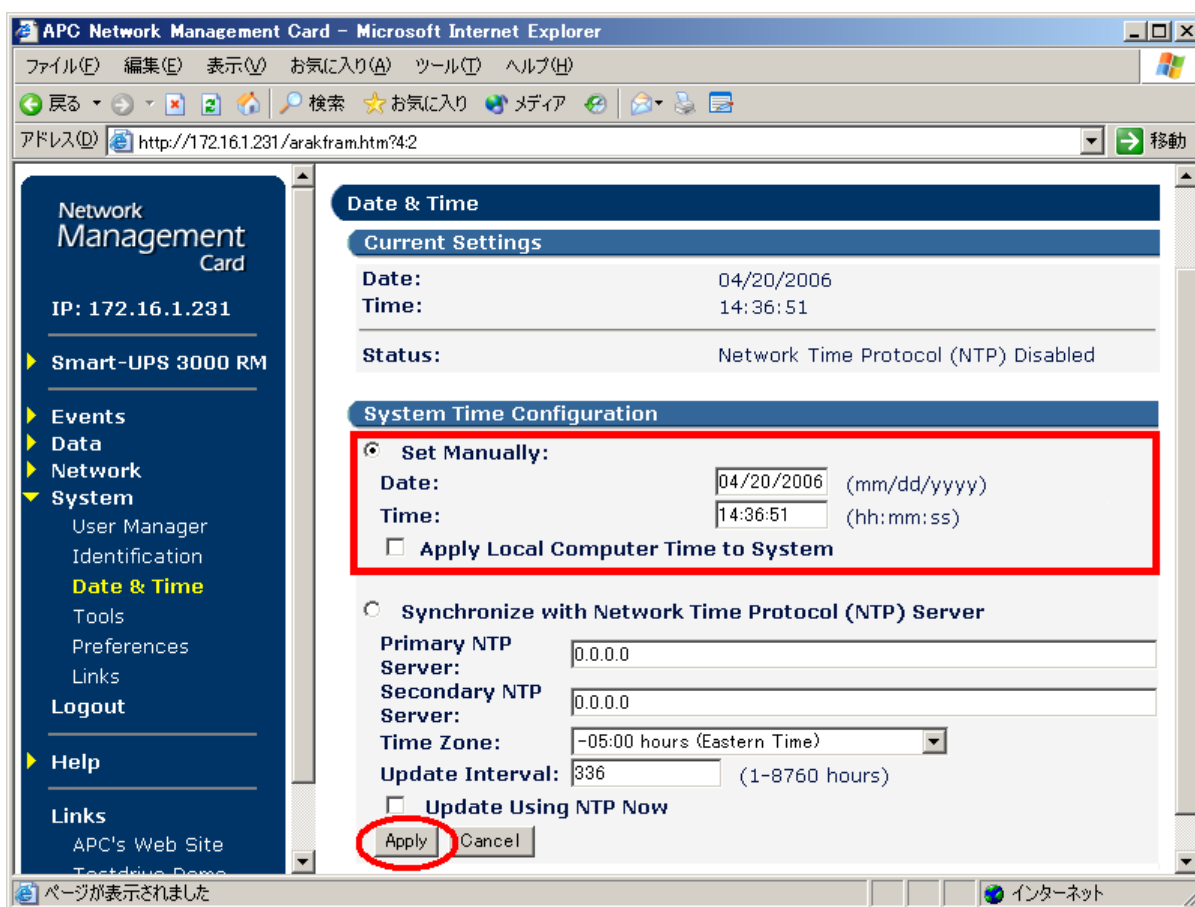 APC Network Management Card - Microsoft Internet Explorer
ファイル(F) 編集(E) 表示(V) お気に入り(A) ツール(T) ヘルプ(H)
戻る 検索 お気に入り メディア
アドレス(D) http://172.16.1.231/arakfram.htm?4:2 移動
Network
Management
Card
IP: 172.16.1.231
Smart-UPS 3000 RM
Events
Data
Network
System
User Manager
Identification
Date & Time
Tools
Preferences
Links
Logout
Help
Links
APC's Web Site
Testdrive Demo
Date & Time
Current Settings
Date: 04/20/2006
Time: 14:36:51
Status: Network Time Protocol (NTP) Disabled
System Time Configuration
Set Manually:
Date: 04/20/2006 (mm/dd/yyyy)
Time: 14:36:51 (hh:mm:ss)
Apply Local Computer Time to System
Synchronize with Network Time Protocol (NTP) Server
Primary NTP
Server: 0.0.0.0
Secondary NTP
Server: 0.0.0.0
Time Zone: -05:00 hours (Eastern Time)
Update Interval: 336 (1-8760 hours)
Update Using NTP Now
Apply Cancel
ページが表示されました インターネット